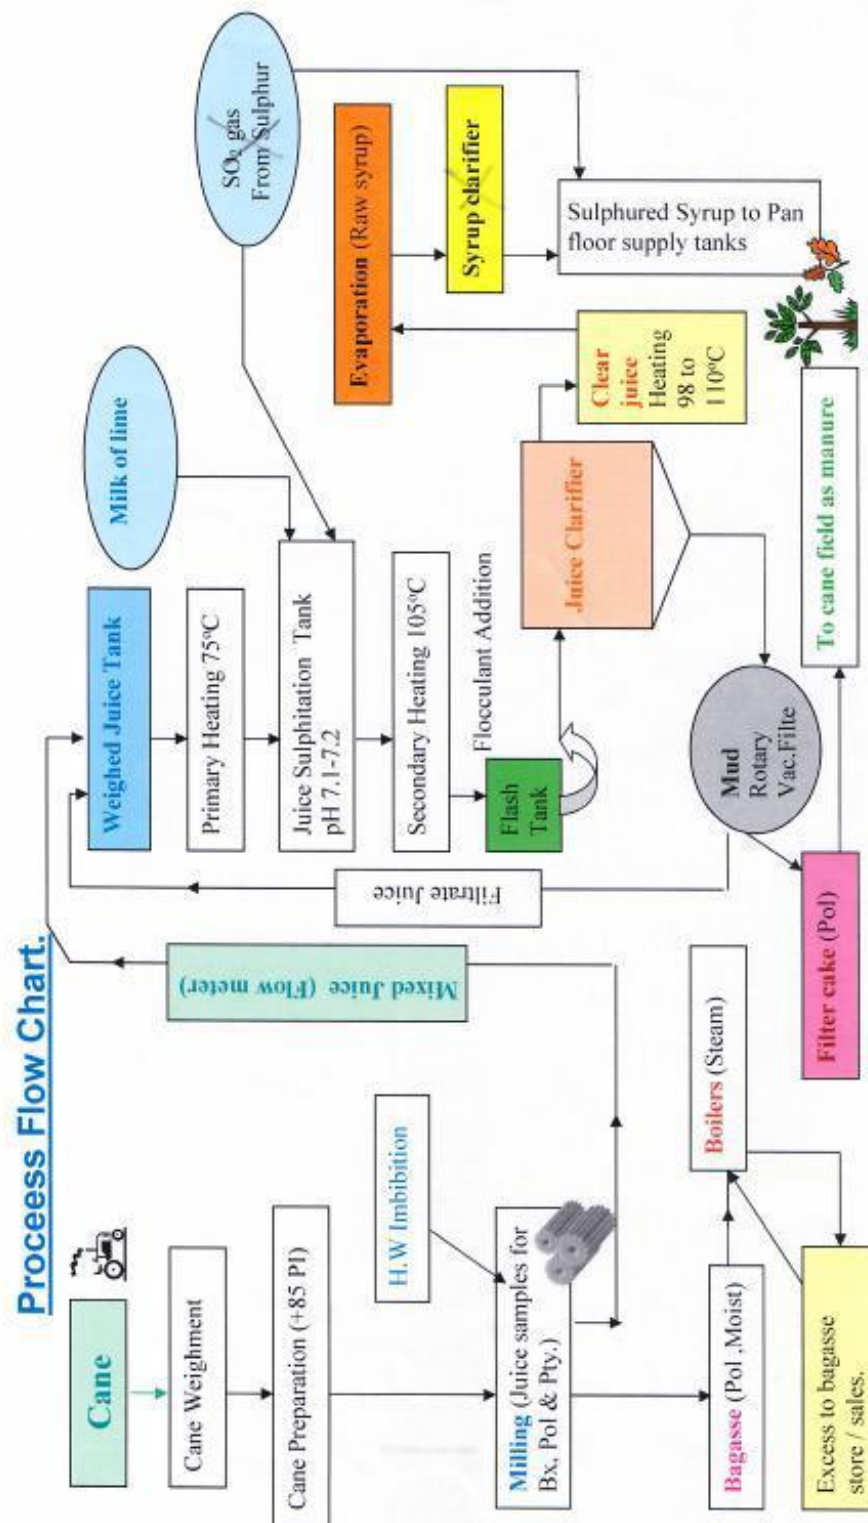 Proceess Flow Chart.
Cane
Cane Weighment
Cane Preparation (+85 PI)
H.W Imbibition
Milling (Juice samples for
Bx, Pol & Pty.)
Bagasse (Pol ,Moist)
Boilers (Steam)
Excess to bagasse
store / sales.
Mixed Juice (Flow meter)
Filtrate Juice
Weighed Juice Tank
Primary Heating 75ºC
Milk of lime
SO2 gas
From Sulphur
Juice Sulphitation Tank
pH 7.1-7.2
Secondary Heating 105ºC
Flocculant Addition
Flash
Tank
Juice Clarifier
Clear
juice
Heating
98 to
110ºC
Evaporation (Raw syrup)
Syrup clarifier
Sulphured Syrup to Pan
floor supply tanks
Mud
Rotary
Vac.Filte
Filter cake (Pol)
To cane field as manure